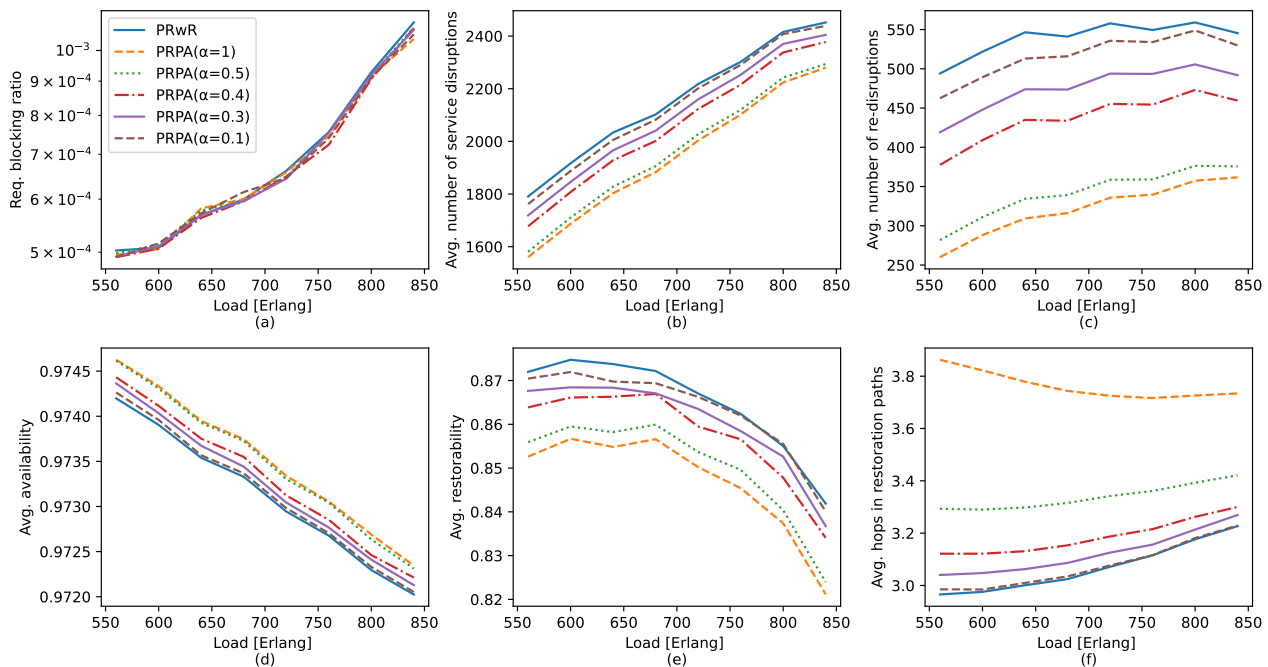 Req. blocking ratio
10⁻³
9 × 10⁻⁴
8 × 10⁻⁴
7 × 10⁻⁴
6 × 10⁻⁴
5 × 10⁻⁴
PRwR
PRPA(α=1)
PRPA(α=0.5)
PRPA(α=0.4)
PRPA(α=0.3)
PRPA(α=0.1)
550 600 650 700 750 800 850
Load [Erlang]
(a)
Avg. number of service disruptions
2400
2200
2000
1800
1600
550 600 650 700 750 800 850
Load [Erlang]
(b)
Avg. number of re-disruptions
550
500
450
400
350
300
250
550 600 650 700 750 800 850
Load [Erlang]
(c)
Avg. availability
0.9745
0.9740
0.9735
0.9730
0.9725
0.9720
550 600 650 700 750 800 850
Load [Erlang]
(d)
Avg. restorability
0.87
0.86
0.85
0.84
0.83
0.82
550 600 650 700 750 800 850
Load [Erlang]
(e)
Avg. hops in restoration paths
3.8
3.6
3.4
3.2
3.0
550 600 650 700 750 800 850
Load [Erlang]
(f)